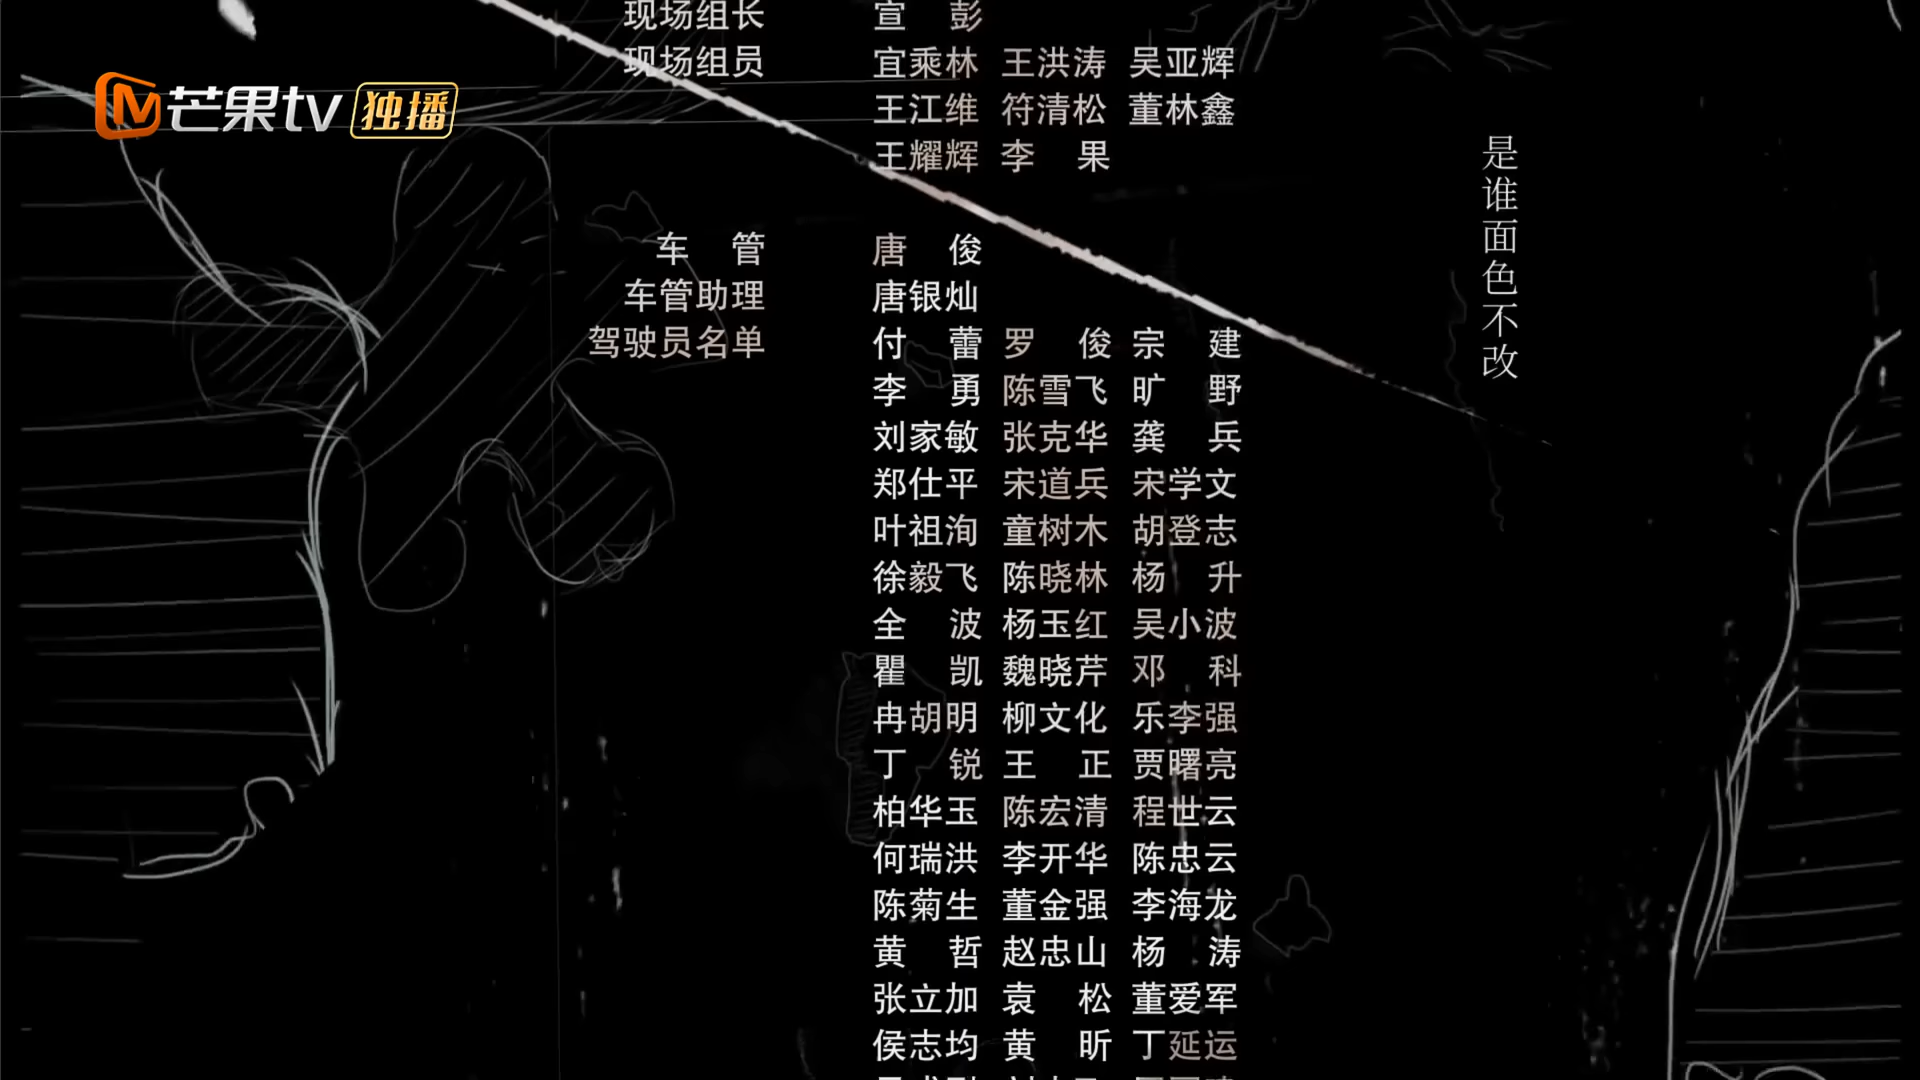 现场组长 宣 彭
现场组员 宜乘林 王洪涛 吴亚辉
芒果tv 独播
王江维 符清松 董林鑫
王耀辉 李 果
是谁面色不改
车 管 唐 俊
车管助理 唐银灿
驾驶员名单 付 蕾 罗 俊 宗 建
李 勇 陈雪飞 旷 野
刘家敏 张克华 龚 兵
郑仕平 宋道兵 宋学文
叶祖洵 童树木 胡登志
徐毅飞 陈晓林 杨 升
全 波 杨玉红 吴小波
瞿 凯 魏晓芹 邓 科
冉胡明 柳文化 乐李强
丁 锐 王 正 贾曙亮
柏华玉 陈宏清 程世云
何瑞洪 李开华 陈忠云
陈菊生 董金强 李海龙
黄 哲 赵忠山 杨 涛
张立加 袁 松 董爱军
侯志均 黄 昕 丁延运